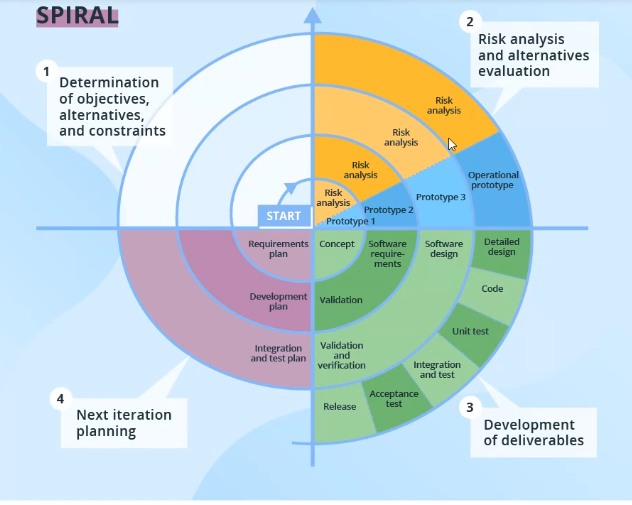 SPIRAL
1
Determination
of objectives,
alternatives,
and constraints
2
Risk analysis
and alternatives
evaluation
Risk
analysis
Risk
analysis
Risk
analysis
Risk
analysis
Operational
prototype
Prototype 3
Prototype 2
Prototype 1
START
Requirements
plan
Concept
Software
require-
ments
Software
design
Detailed
design
Code
Development
plan
Validation
Unit test
Integration
and test plan
Validation
and
verification
Integration
and test
Acceptance
test
Release
4
Next iteration
planning
3
Development
of deliverables